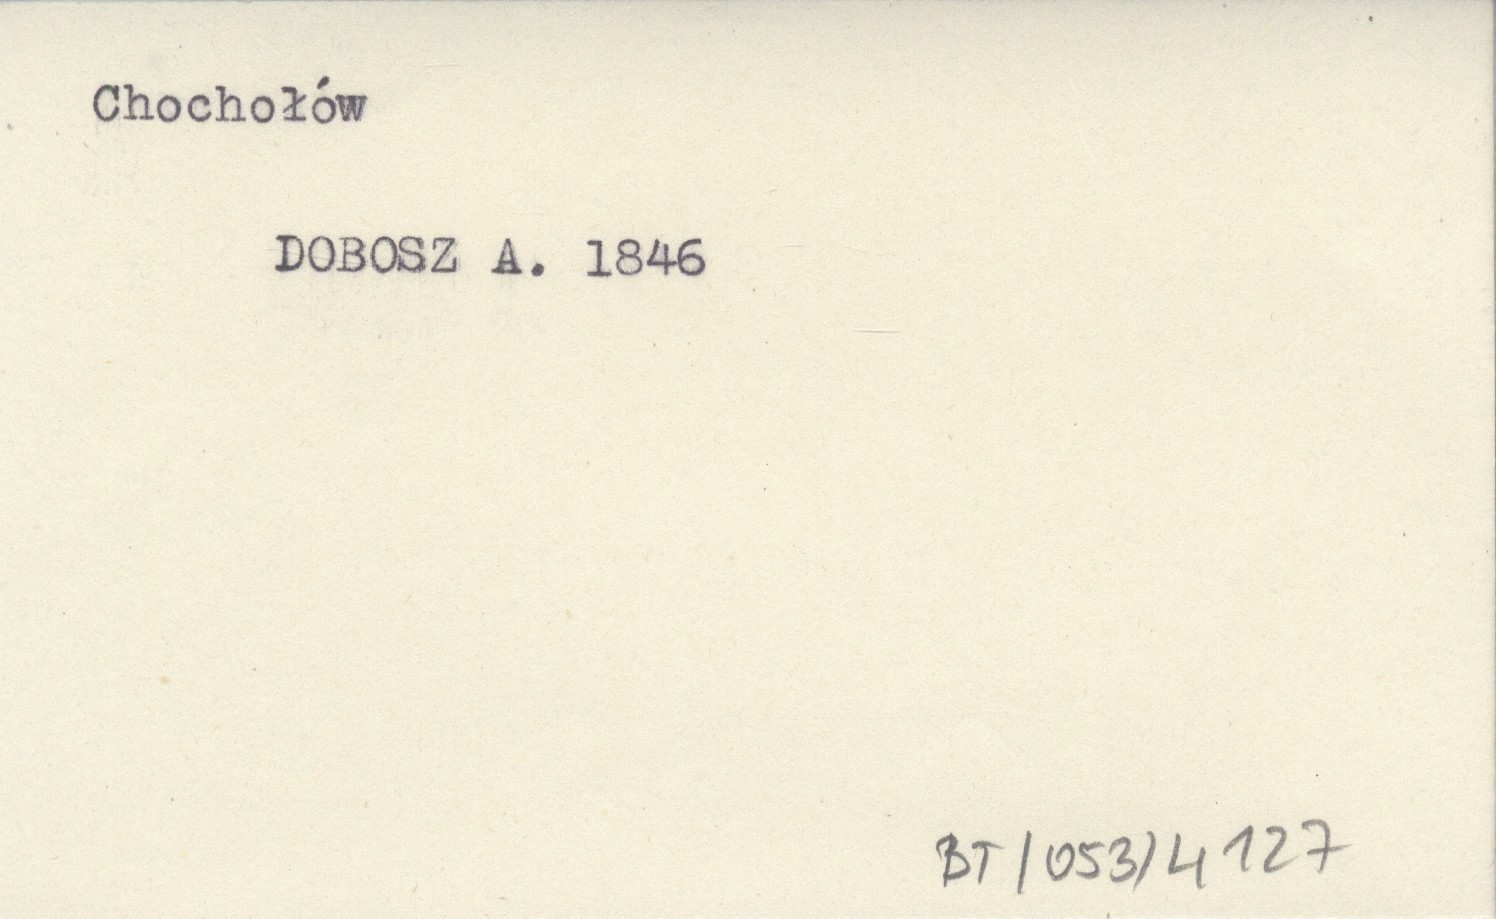 Chochołów
DOBOSZ A. 1846
BT/053/4127